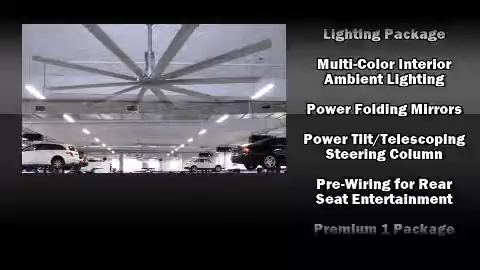 Lighting Package
Multi-Color Interior
Ambient Lighting
Power Folding Mirrors
Power Tilt/Telescoping
Steering Column
Pre-Wiring for Rear
Seat Entertainment
Premium 1 Package